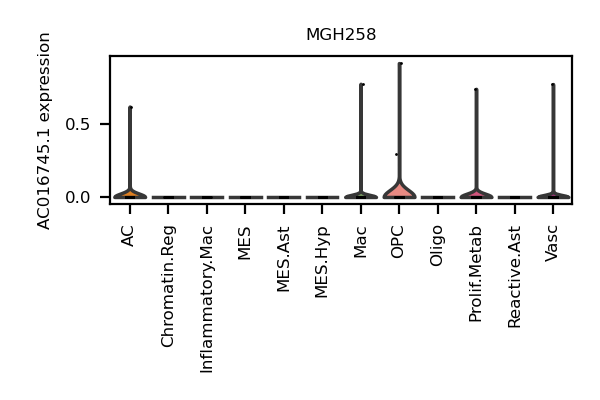 MGH258
AC016745.1 expression
0.5
0.0
AC
Chromatin.Reg
Inflammatory.Mac
MES
MES.Ast
MES.Hyp
Mac
OPC
Oligo
Prolif.Metab
Reactive.Ast
Vasc